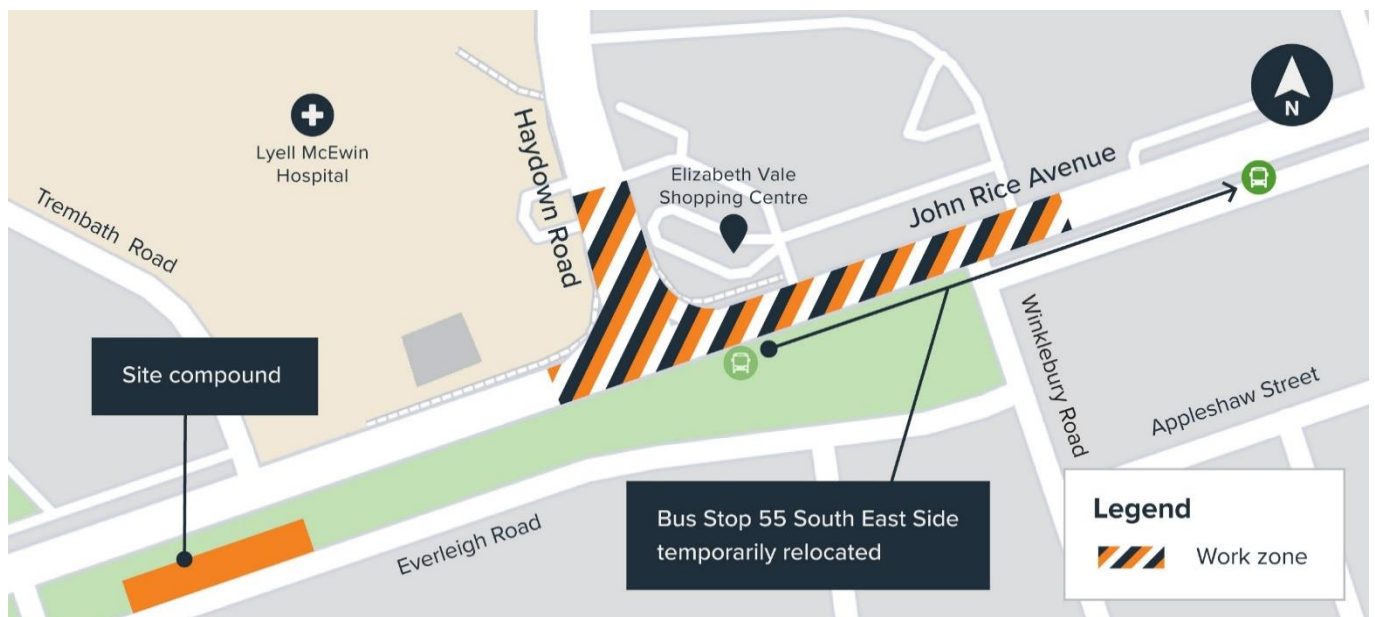 Lyell McEwin
Hospital
Trembath Road
Haydown Road
Elizabeth Vale
Shopping Centre
John Rice Avenue
N
Site compound
Everleigh Road
Bus Stop 55 South East Side
temporarily relocated
Winklebury Road
Appleshaw Street
Legend
Work zone